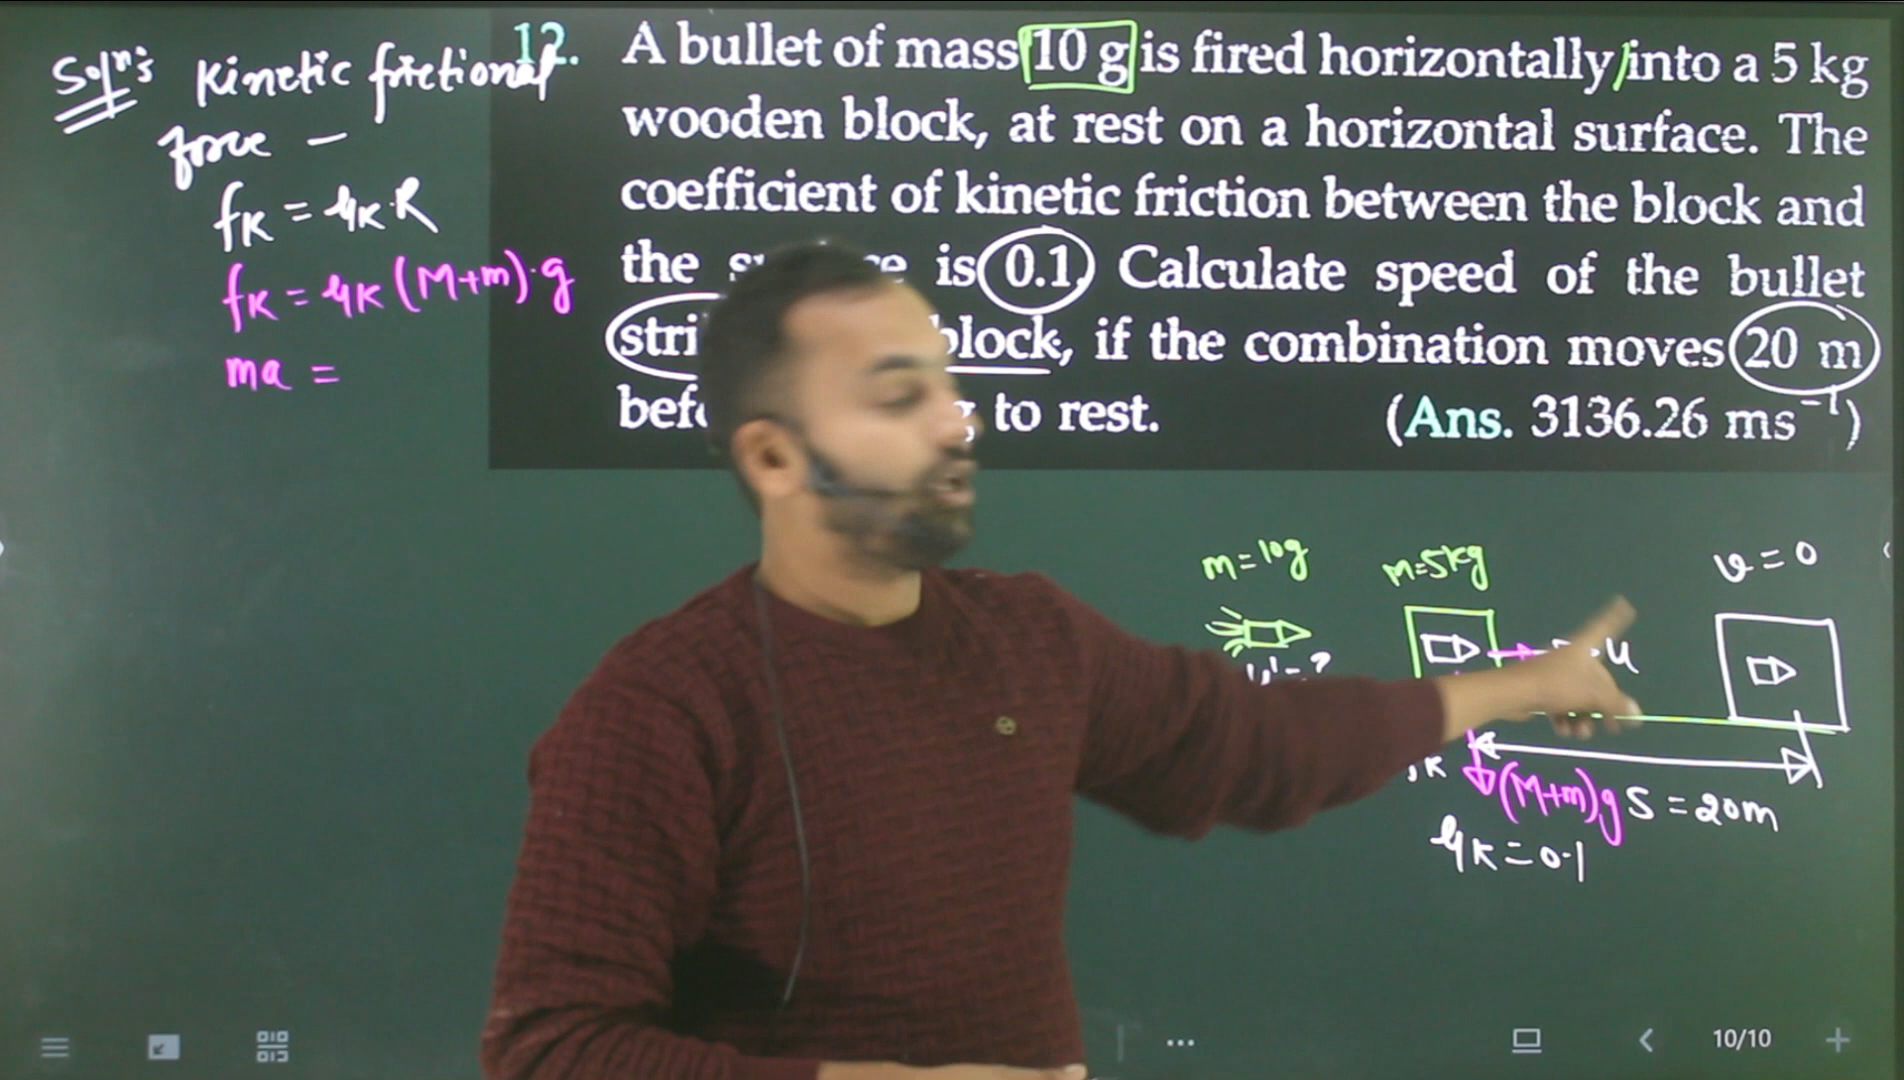 Soln:
Kinetic frictional
force —
fK = μK.R
fK = μK (M+m).g
ma =
12. A bullet of mass 10 g is fired horizontally into a 5 kg
wooden block, at rest on a horizontal surface. The
coefficient of kinetic friction between the block and
the is 0.1. Calculate speed of the bullet
block, if the combination moves 20 m
to rest. (Ans. 3136.26 ms⁻¹)
m=10g M=5kg v=0
u
(M+m)g S=20m
μK=0.1
10/10